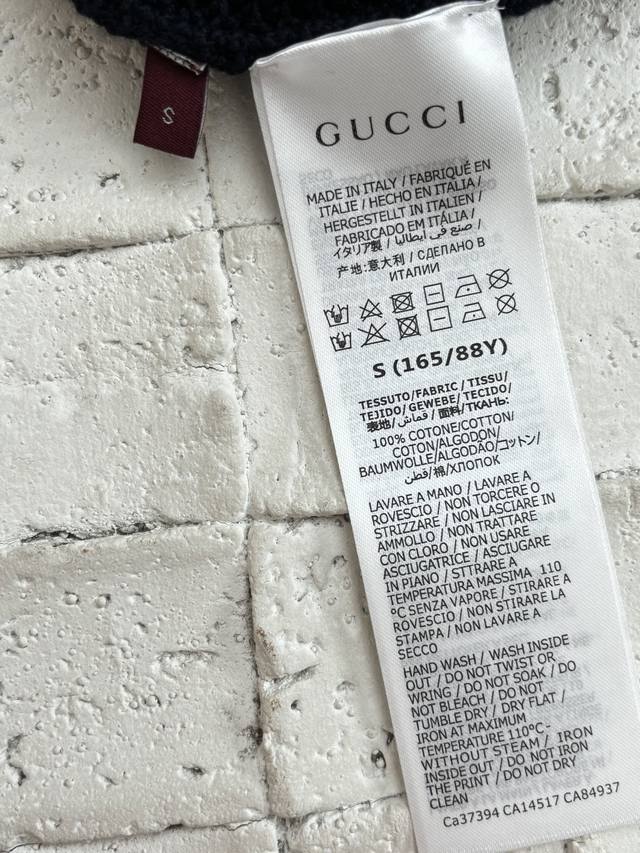 S
GUCCI
MADE IN ITALY / FABRIQUÉ EN
ITALIE / HECHO EN ITALIA /
HERGESTELLT IN ITALIEN /
FABRICADO EM ITÁLIA /
イタリア製 / صنع في ايطاليا /
产地:意大利 / СДЕЛАНО В
ИТАЛИИ
S (165/88Y)
TESSUTO/FABRIC / TISSU/
TEJIDO/ GEWEBE/ TECIDO/
表地/ قماش/ 面料/ТКАНЬ:
100% COTONE/COTTON/
COTON/ALGODON/
BAUMWOLLE/ALGODÃO/コットン/
قطن/棉/ХЛОПОК
LAVARE A MANO / LAVARE A
ROVESCIO / NON TORCERE O
STRIZZARE / NON LASCIARE IN
AMMOLLO / NON TRATTARE
CON CLORO / NON USARE
ASCIUGATRICE / ASCIUGARE
IN PIANO / STTRARE A
TEMPERATURA MASSIMA 110
ºC SENZA VAPORE / STIRARE A
ROVESCIO / NON STIRARE LA
STAMPA / NON LAVARE A
SECCO
HAND WASH / WASH INSIDE
OUT / DO NOT TWIST OR
WRING / DO NOT SOAK / DO
NOT BLEACH / DO NOT
TUMBLE DRY / DRY FLAT /
IRON AT MAXIMUM
TEMPERATURE 110ºC -
WITHOUT STEAM / IRON
INSIDE OUT / DO NOT IRON
THE PRINT / DO NOT DRY
CLEAN
Ca37394 CA14517 CA84937